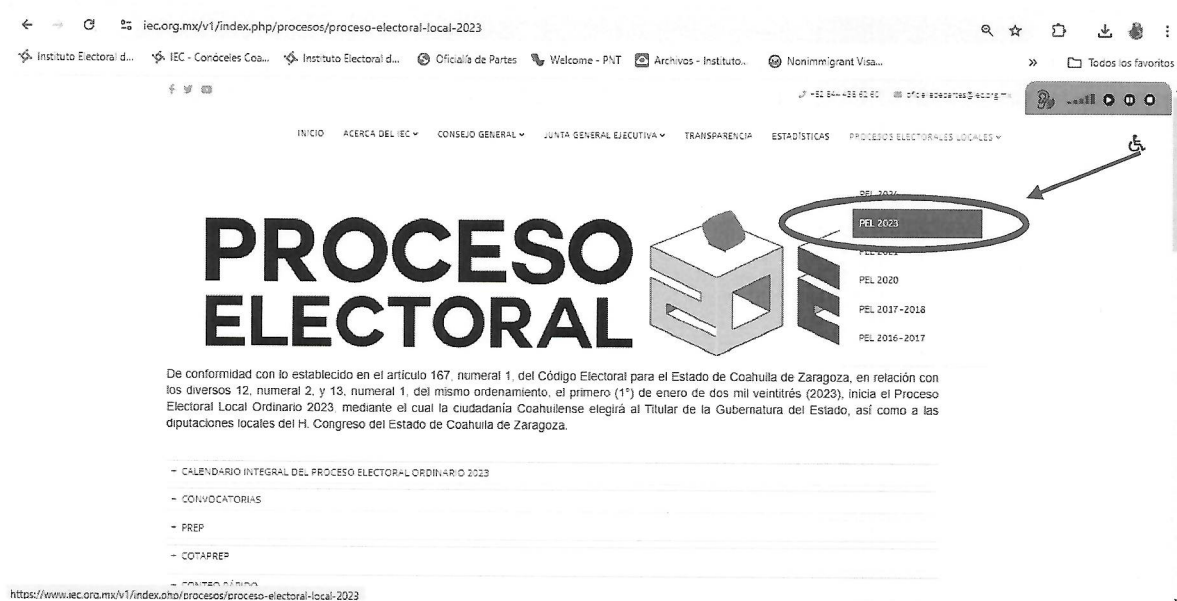 iec.org.mx/v1/index.php/procesos/proceso-electoral-local-2023
Instituto Electoral d... IEC - Conóceles Coa... Instituto Electoral d... Oficialía de Partes Welcome - PNT Archivos - Instituto.. Nonimmigrant Visa... » Todos los favoritos
INICIO ACERCA DEL IEC CONSEJO GENERAL JUNTA GENERAL EJECUTIVA TRANSPARENCIA ESTADÍSTICAS PROCESOS ELECTORALES LOCALES
PEL 2024
PEL 2023
PEL 2021
PEL 2020
PEL 2017-2018
PEL 2016-2017
PROCESO
ELECTORAL
De conformidad con lo establecido en el artículo 167, numeral 1, del Código Electoral para el Estado de Coahuila de Zaragoza, en relación con
los diversos 12, numeral 2, y 13, numeral 1, del mismo ordenamiento, el primero (1°) de enero de dos mil veintitrés (2023), inicia el Proceso
Electoral Local Ordinario 2023, mediante el cual la ciudadanía Coahuilense elegirá al Titular de la Gubernatura del Estado, así como a las
diputaciones locales del H. Congreso del Estado de Coahuila de Zaragoza.
- CALENDARIO INTEGRAL DEL PROCESO ELECTORAL ORDINARIO 2023
- CONVOCATORIAS
- PREP
- COTAPREP
- CONTEO RÁPIDO
https://www.iec.org.mx/v1/index.php/procesos/proceso-electoral-local-2023